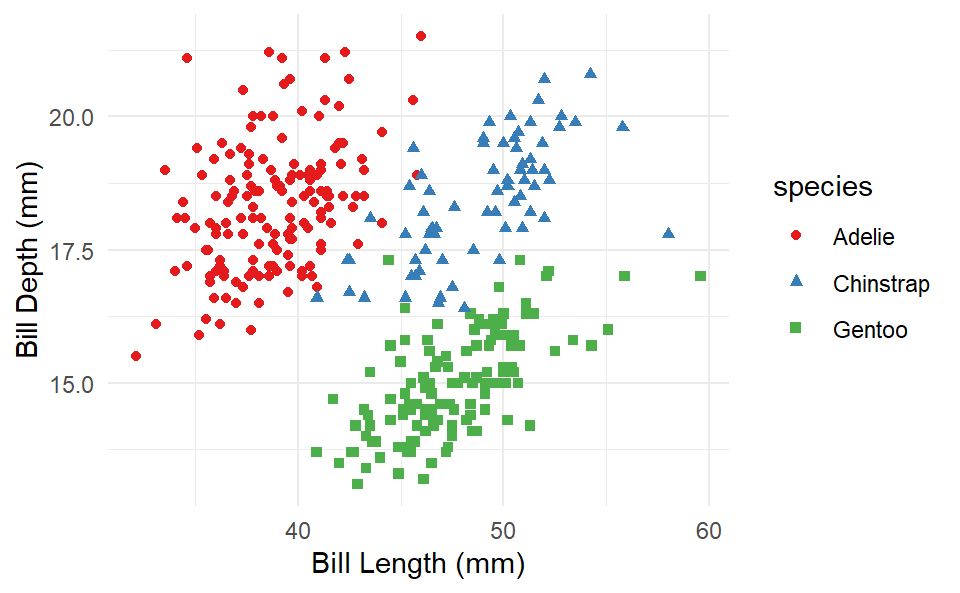 20.0
17.5
15.0
Bill Depth (mm)
40
50
60
Bill Length (mm)
species
Adelie
Chinstrap
Gentoo